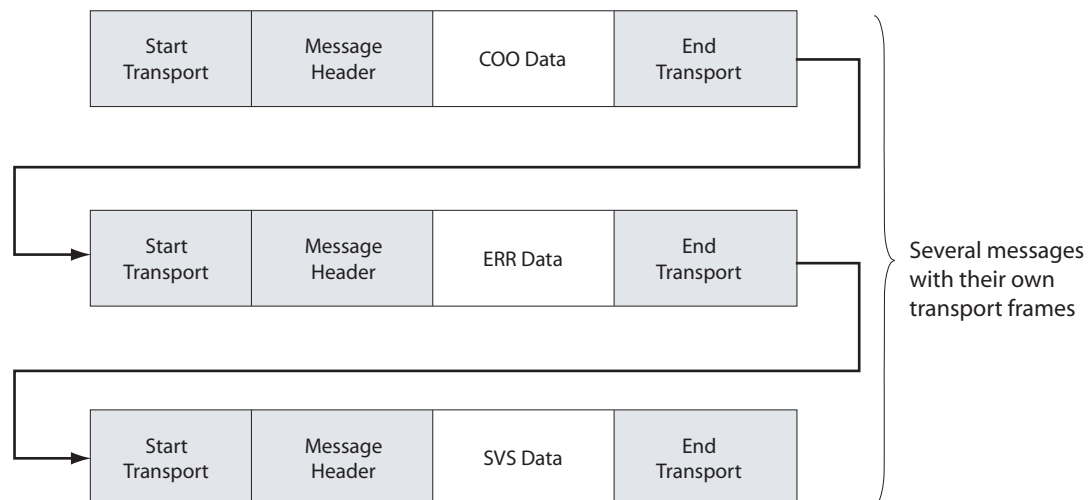 Start
Transport
Message
Header
COO Data
End
Transport
Start
Transport
Message
Header
ERR Data
End
Transport
Several messages
with their own
transport frames
Start
Transport
Message
Header
SVS Data
End
Transport